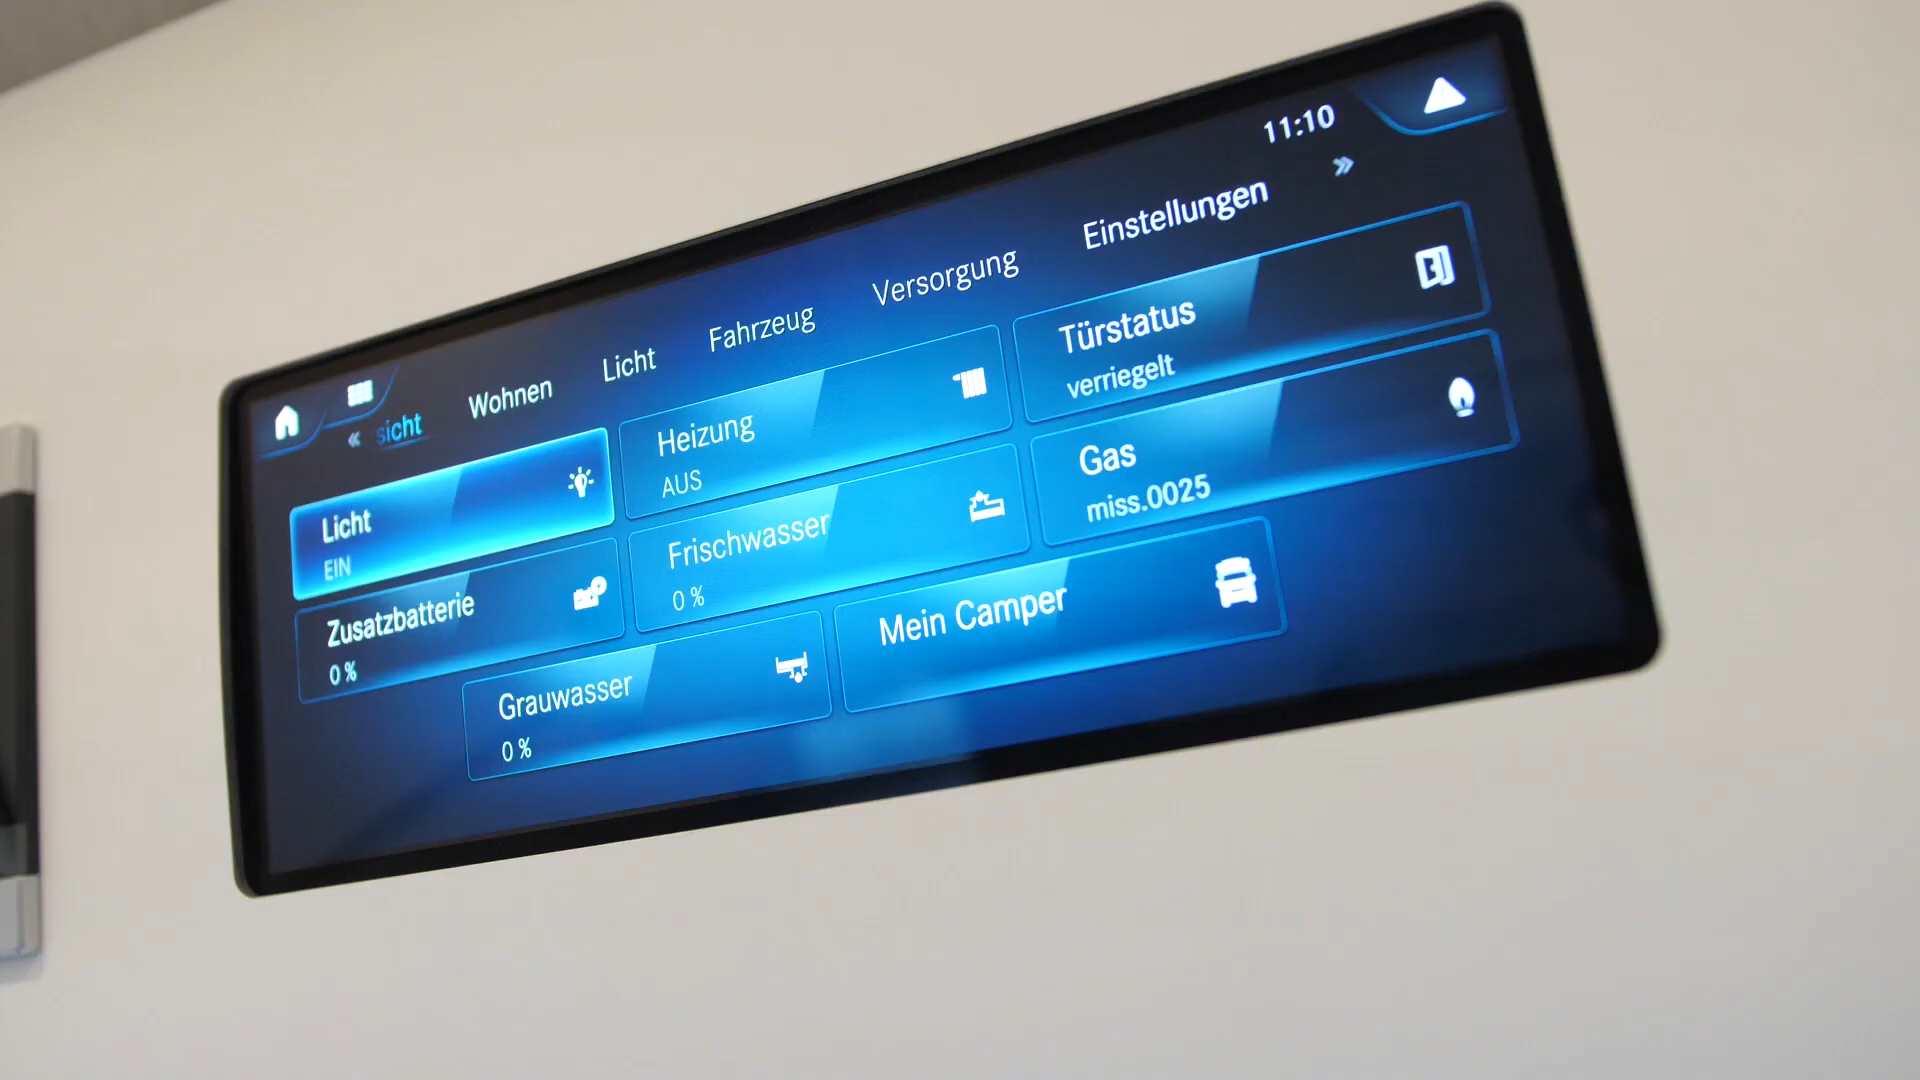 11:10
« sicht Wohnen Licht Fahrzeug Versorgung Einstellungen »
Licht
EIN
Heizung
AUS
Türstatus
verriegelt
Zusatzbatterie
0 %
Frischwasser
0 %
Gas
miss.0025
Grauwasser
0 %
Mein Camper